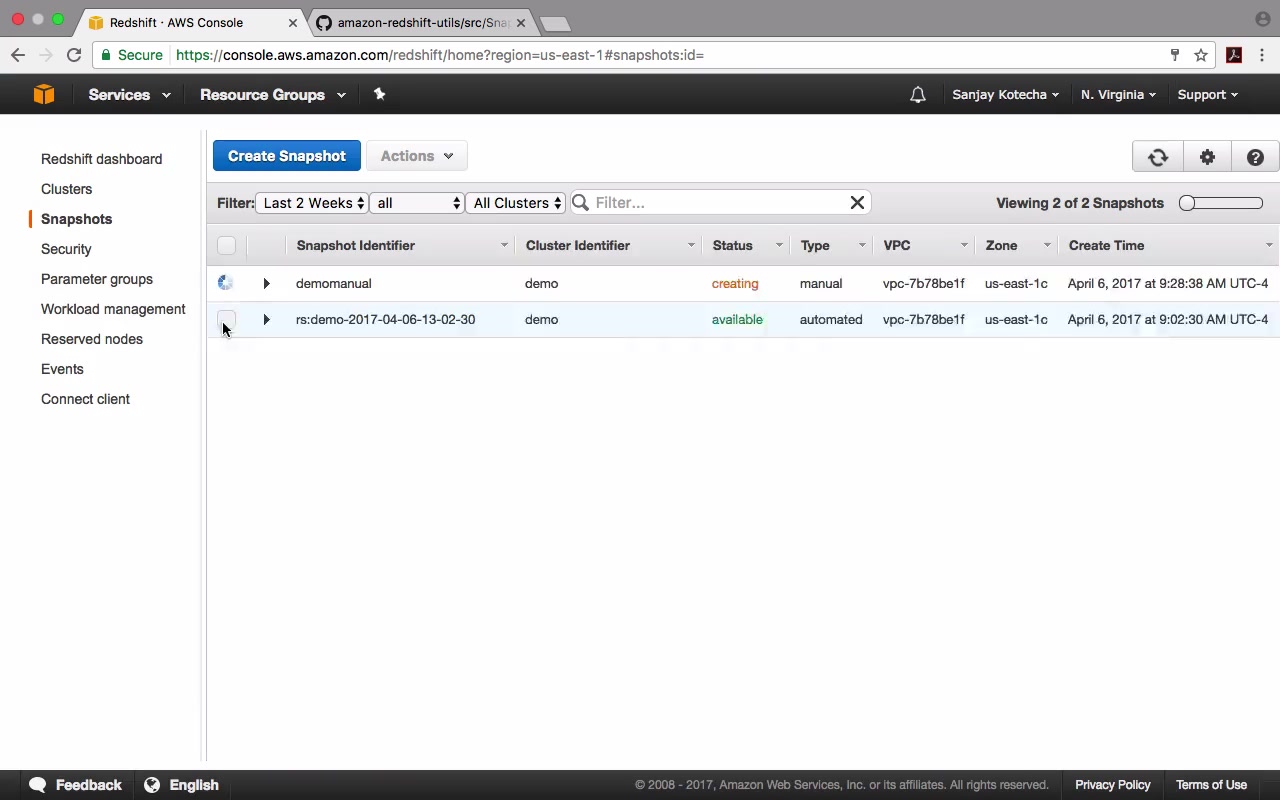 Redshift · AWS Console
amazon-redshift-utils/src/Snap
Secure
https://console.aws.amazon.com/redshift/home?region=us-east-1#snapshots:id=
Services
Resource Groups
Sanjay Kotecha
N. Virginia
Support
Redshift dashboard
Clusters
Snapshots
Security
Parameter groups
Workload management
Reserved nodes
Events
Connect client
Create Snapshot
Actions
Filter: Last 2 Weeks all All Clusters Filter... Viewing 2 of 2 Snapshots
Snapshot Identifier Cluster Identifier Status Type VPC Zone Create Time
demomanual demo creating manual vpc-7b78be1f us-east-1c April 6, 2017 at 9:28:38 AM UTC-4
rs:demo-2017-04-06-13-02-30 demo available automated vpc-7b78be1f us-east-1c April 6, 2017 at 9:02:30 AM UTC-4
Feedback
English
© 2008 - 2017, Amazon Web Services, Inc. or its affiliates. All rights reserved.
Privacy Policy
Terms of Use